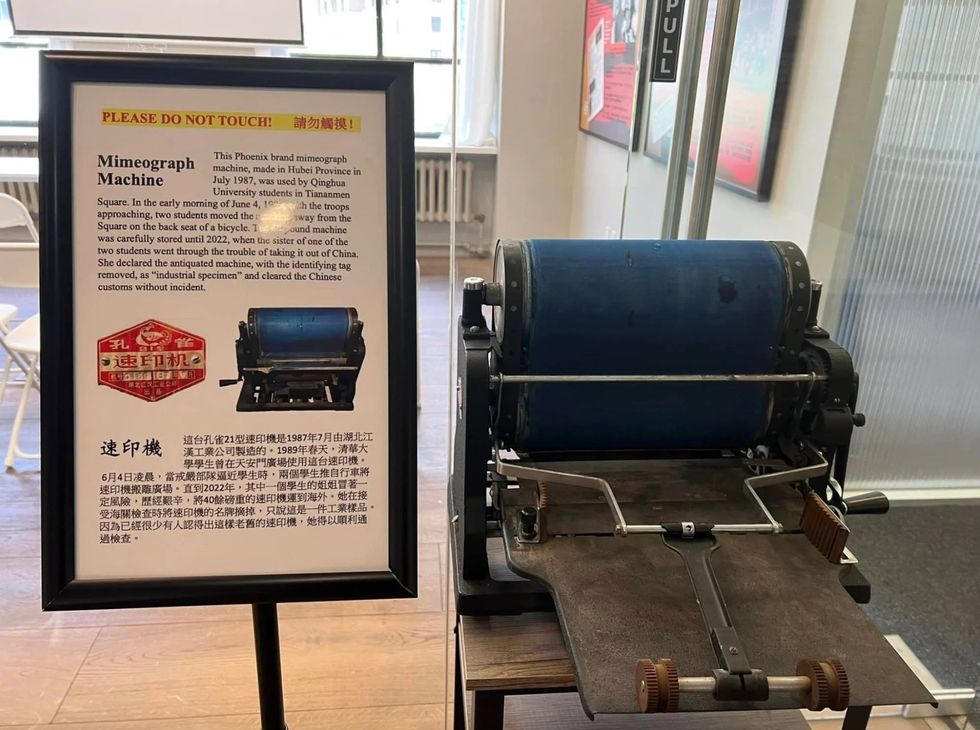 PULL
PLEASE DO NOT TOUCH! 請勿觸摸!
Mimeograph
Machine
This Phoenix brand mimeograph
machine, made in Hubei Province in
July 1987, was used by Qinghua
University students in Tiananmen
Square. In the early morning of June 4, with the troops
approaching, two students moved the away from the
Square on the back seat of a bicycle. machine
was carefully stored until 2022, when the sister of one of the
two students went through the trouble of taking it out of China.
She declared the antiquated machine, with the identifying tag
removed, as “industrial specimen” and cleared the Chinese
customs without incident.
孔 雀
速印机
出品
速印機
這台孔雀21型速印機是1987年7月由湖北江
漢工業公司製造的。1989年春天，清華大
學學生曾在天安門廣場使用這台速印機。
6月4日凌晨，當戒嚴部隊逼近學生時，兩個學生推自行車將
速印機搬離廣場。直到2022年，其中一個學生的姐姐冒著一
定風險，歷經艱辛，將40餘磅重的速印機運到海外。她在接
受海關檢查時將速印機的名牌摘掉，只說這是一件工業樣品。
因為已經很少有人認得出這樣老舊的速印機，她得以順利通
過檢查。